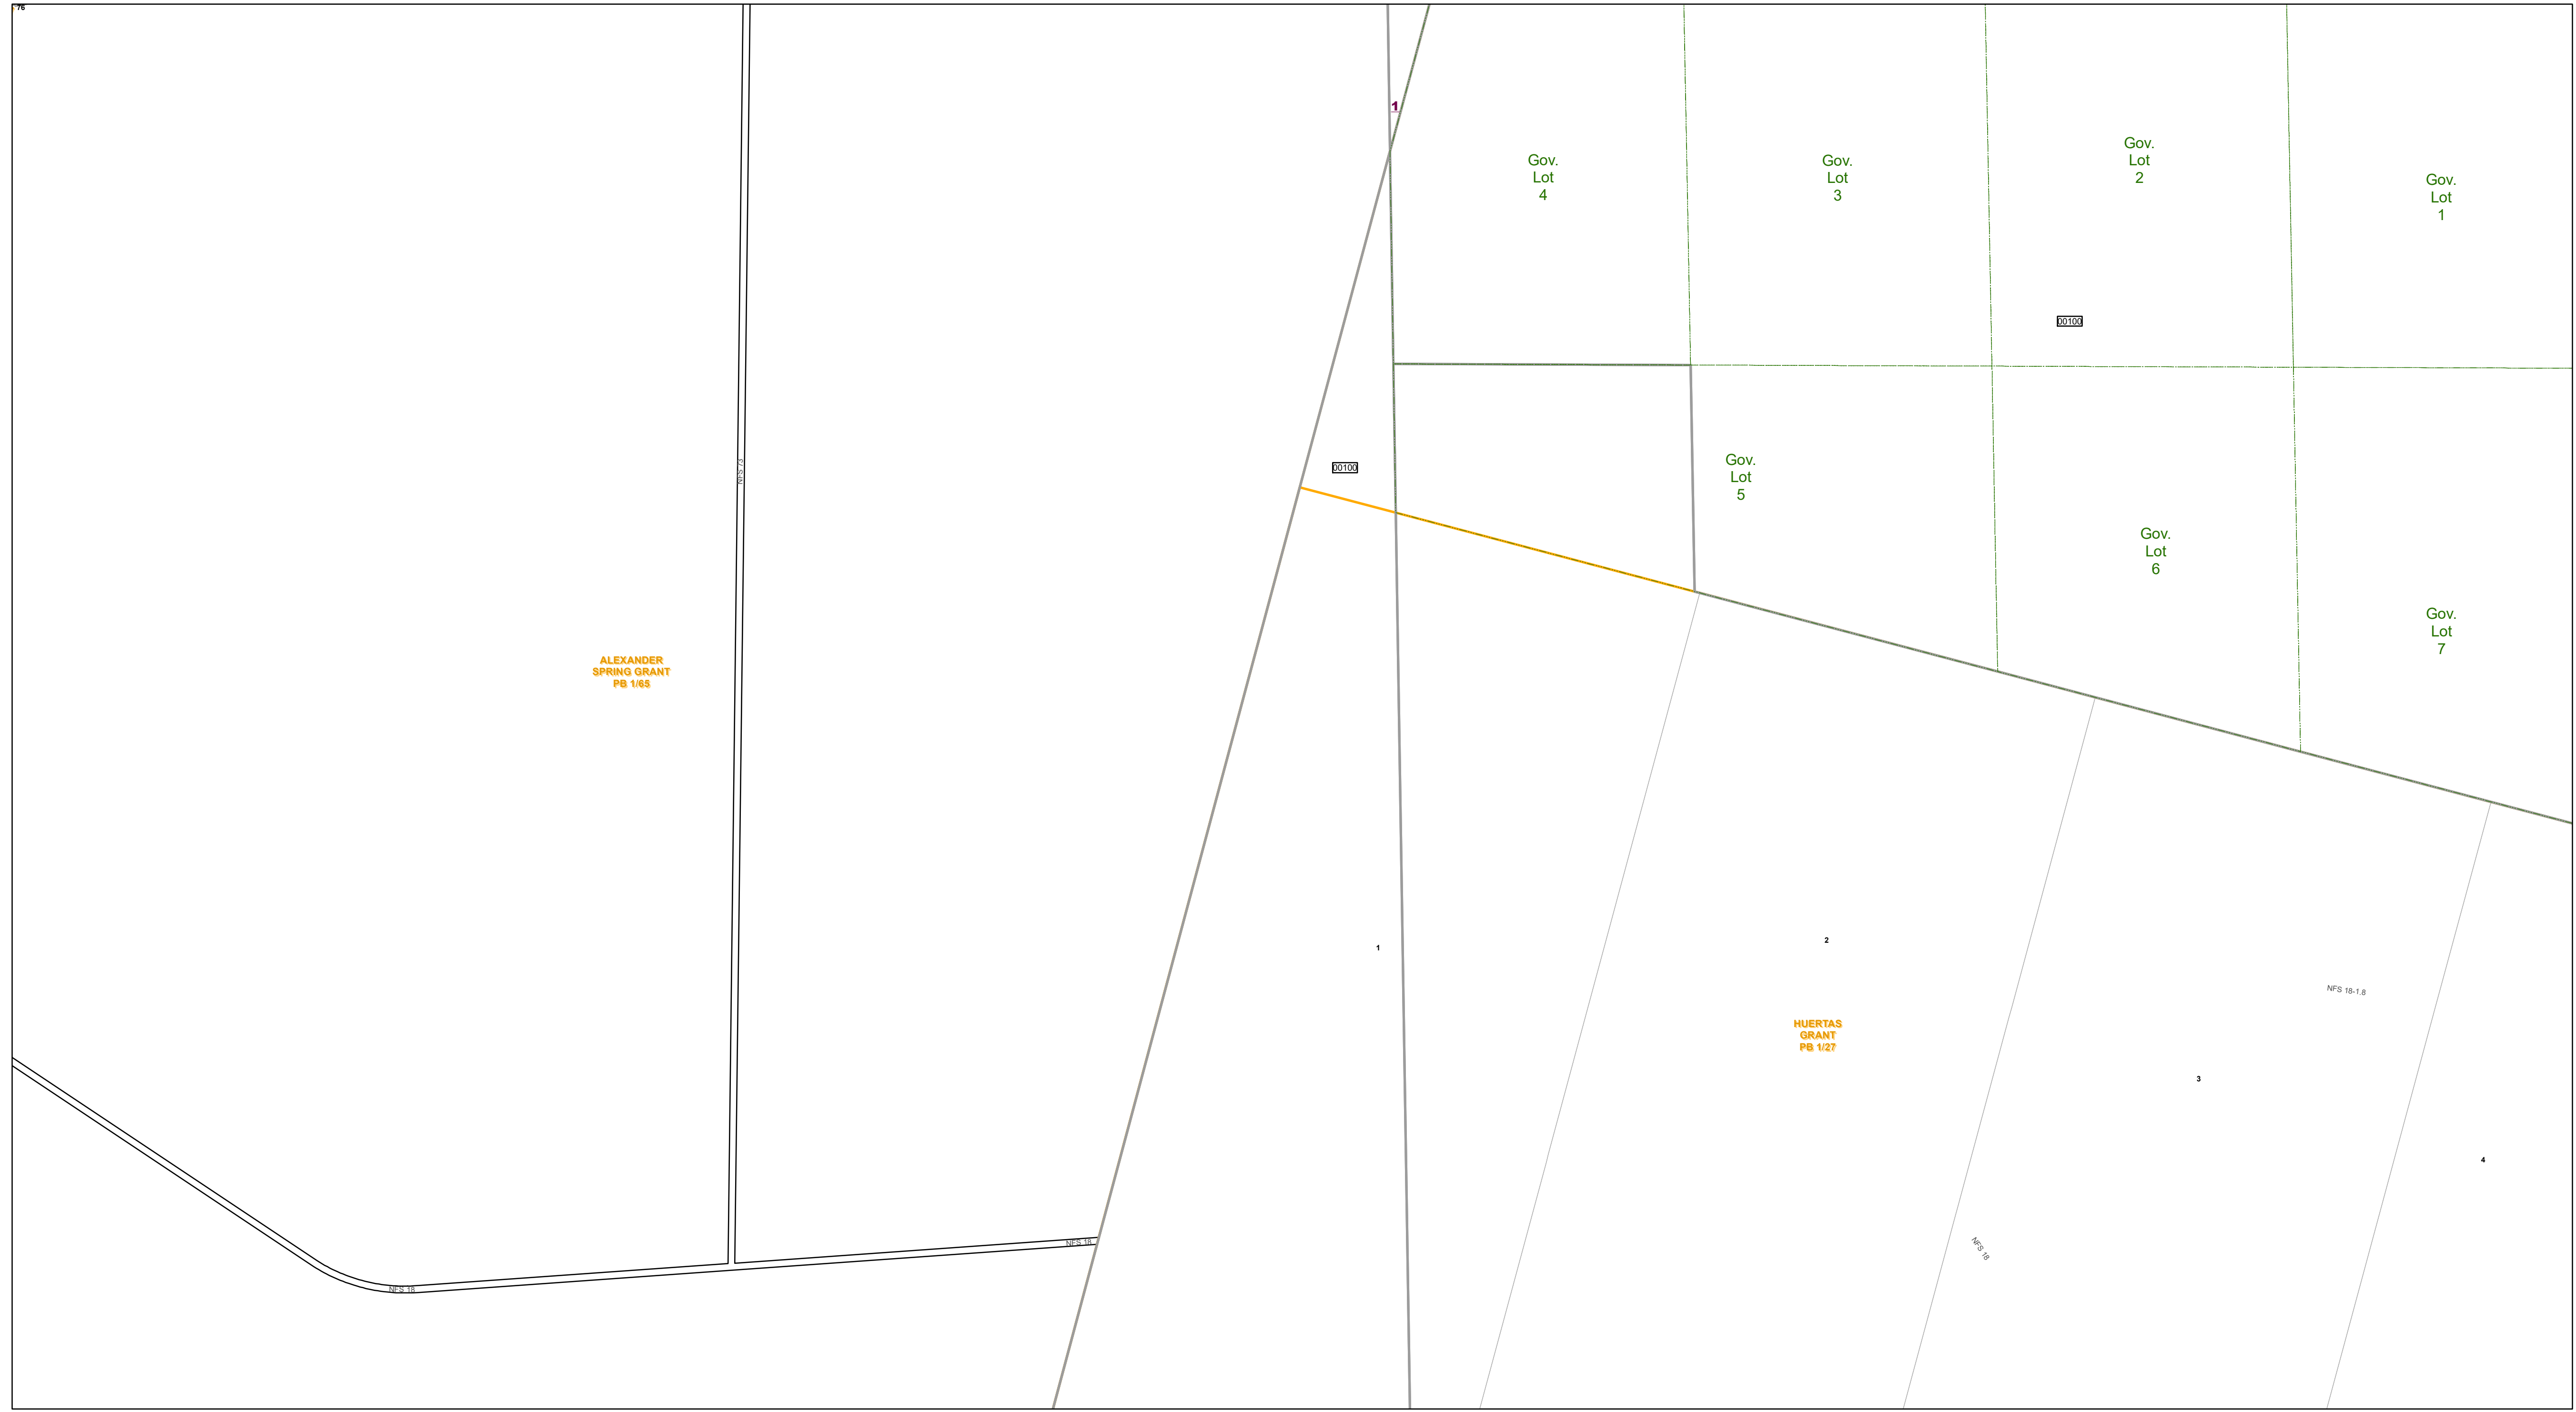 76
1
Gov.
Lot
4
Gov.
Lot
3
Gov.
Lot
2
Gov.
Lot
1
00100
00100
NFS 73
Gov.
Lot
5
Gov.
Lot
6
Gov.
Lot
7
ALEXANDER
SPRING GRANT
PB 1/65
1
2
NFS 18-1.8
HUERTAS
GRANT
PB 1/27
3
4
NFS 18
NFS 18
NFS 18